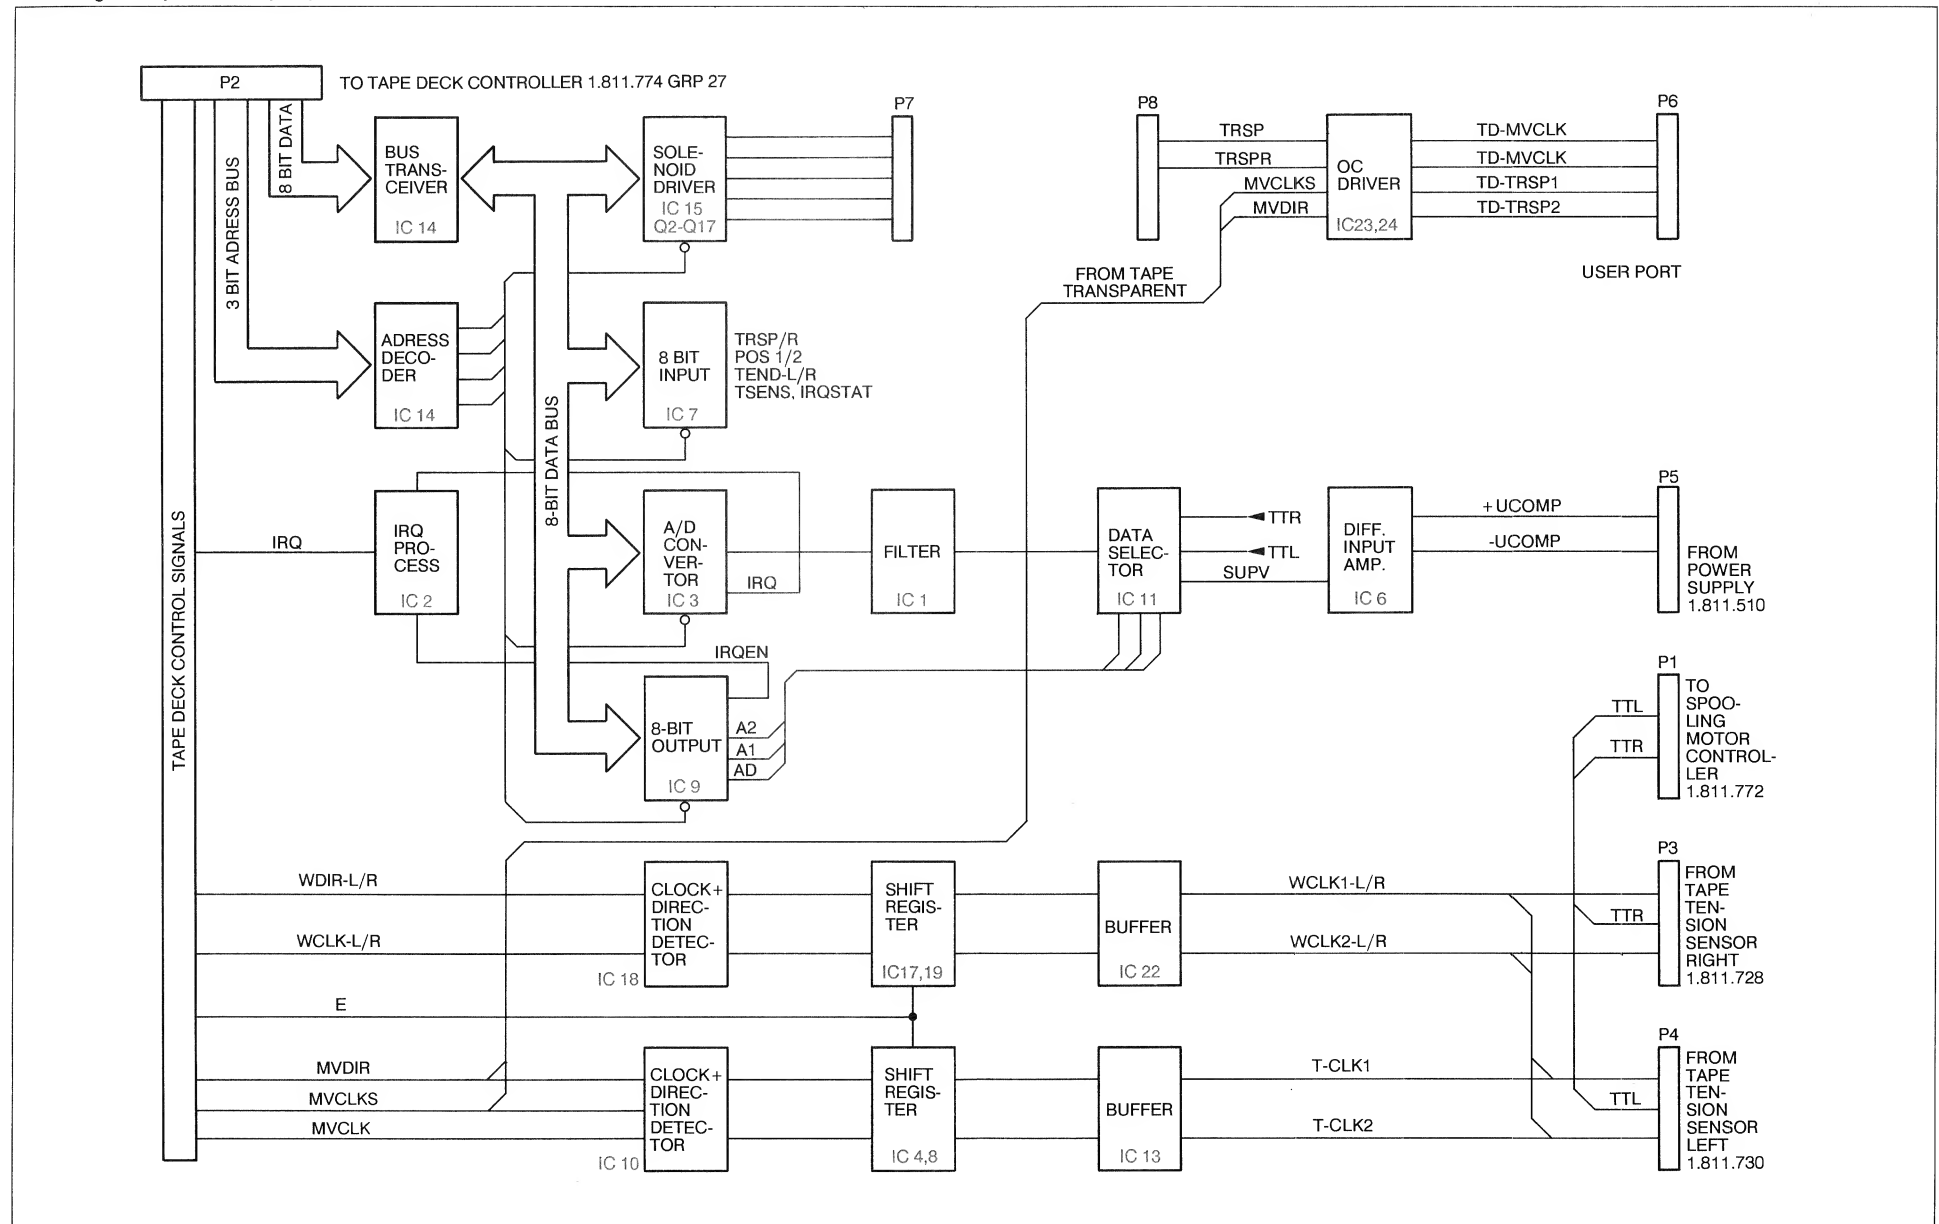 P2
TO TAPE DECK CONTROLLER 1.811.774 GRP 27
8 BIT DATA
3 BIT ADRESS BUS
BUS
TRANS-
CEIVER
IC 14
SOLE-
NOID
DRIVER
IC 15
Q2-Q17
P7
P8
TRSP
TRSPR
MVCLKS
MVDIR
OC
DRIVER
IC23,24
TD-MVCLK
TD-MVCLK
TD-TRSP1
TD-TRSP2
P6
USER PORT
FROM TAPE
TRANSPARENT
ADRESS
DECO-
DER
IC 14
8 BIT
INPUT
IC 7
TRSP/R
POS 1/2
TEND-L/R
TSENS, IRQSTAT
8-BIT DATA BUS
TAPE DECK CONTROL SIGNALS
IRQ
IRQ
PRO-
CESS
IC 2
A/D
CON-
VER-
TOR
IC 3
IRQ
FILTER
IC 1
DATA
SELEC-
TOR
IC 11
TTR
TTL
SUPV
DIFF.
INPUT
AMP.
IC 6
+UCOMP
-UCOMP
P5
FROM
POWER
SUPPLY
1.811.510
IRQEN
8-BIT
OUTPUT
IC 9
A2
A1
AD
P1
TO
SPOO-
LING
MOTOR
CONTROL-
LER
1.811.772
TTL
TTR
WDIR-L/R
WCLK-L/R
CLOCK+
DIREC-
TION
DETEC-
TOR
IC 18
SHIFT
REGIS-
TER
IC17,19
BUFFER
IC 22
WCLK1-L/R
WCLK2-L/R
TTR
P3
FROM
TAPE
TEN-
SION
SENSOR
RIGHT
1.811.728
E
MVDIR
MVCLKS
MVCLK
CLOCK+
DIREC-
TION
DETEC-
TOR
IC 10
SHIFT
REGIS-
TER
IC 4,8
BUFFER
IC 13
T-CLK1
T-CLK2
TTL
P4
FROM
TAPE
TEN-
SION
SENSOR
LEFT
1.811.730